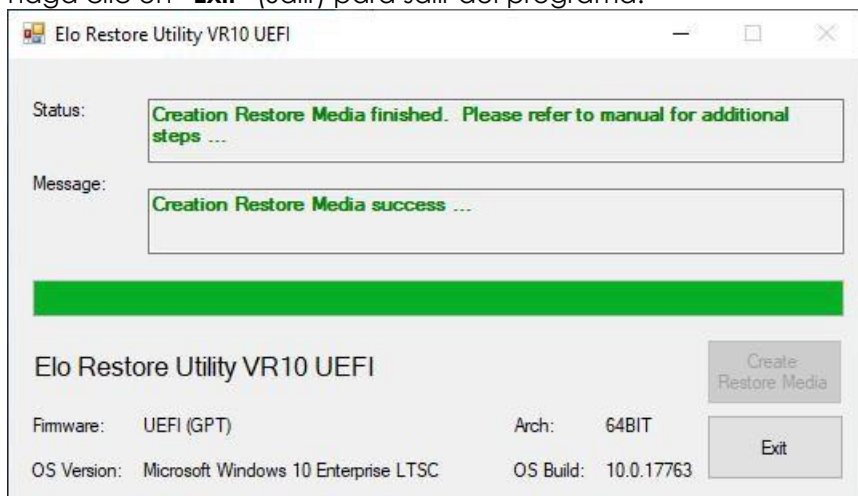 haga clic en "Exit" (Salir) para salir del programa.
Elo Restore Utility VR10 UEFI
Status:
Creation Restore Media finished. Please refer to manual for additional
steps ...
Message:
Creation Restore Media success ...
Elo Restore Utility VR10 UEFI
Create
Restore Media
Firmware: UEFI (GPT) Arch: 64BIT
Exit
OS Version: Microsoft Windows 10 Enterprise LTSC OS Build: 10.0.17763